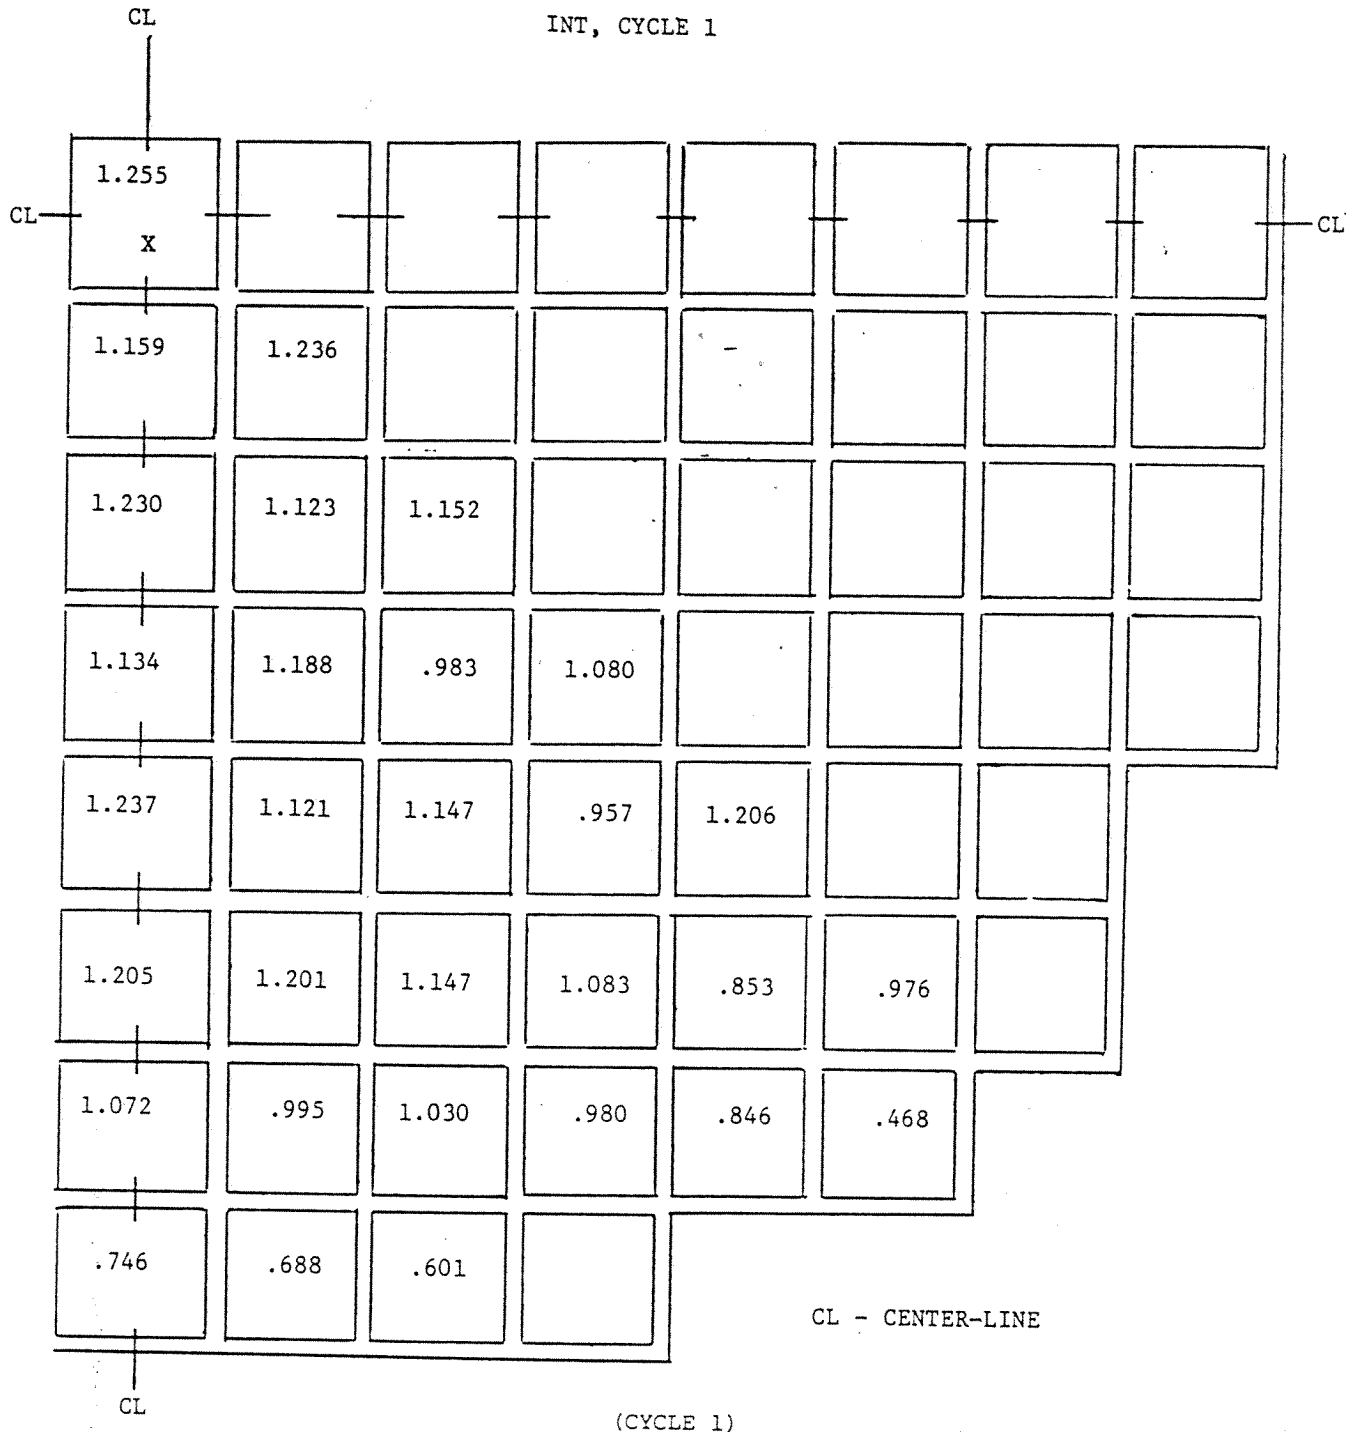 CL
INT, CYCLE 1
1.255
CL
CL
X
1.159 1.236
1.230 1.123 1.152
1.134 1.188 .983 1.080
1.237 1.121 1.147 .957 1.206
1.205 1.201 1.147 1.083 .853 .976
1.072 .995 1.030 .980 .846 .468
.746 .688 .601
CL - CENTER-LINE
CL
(CYCLE 1)